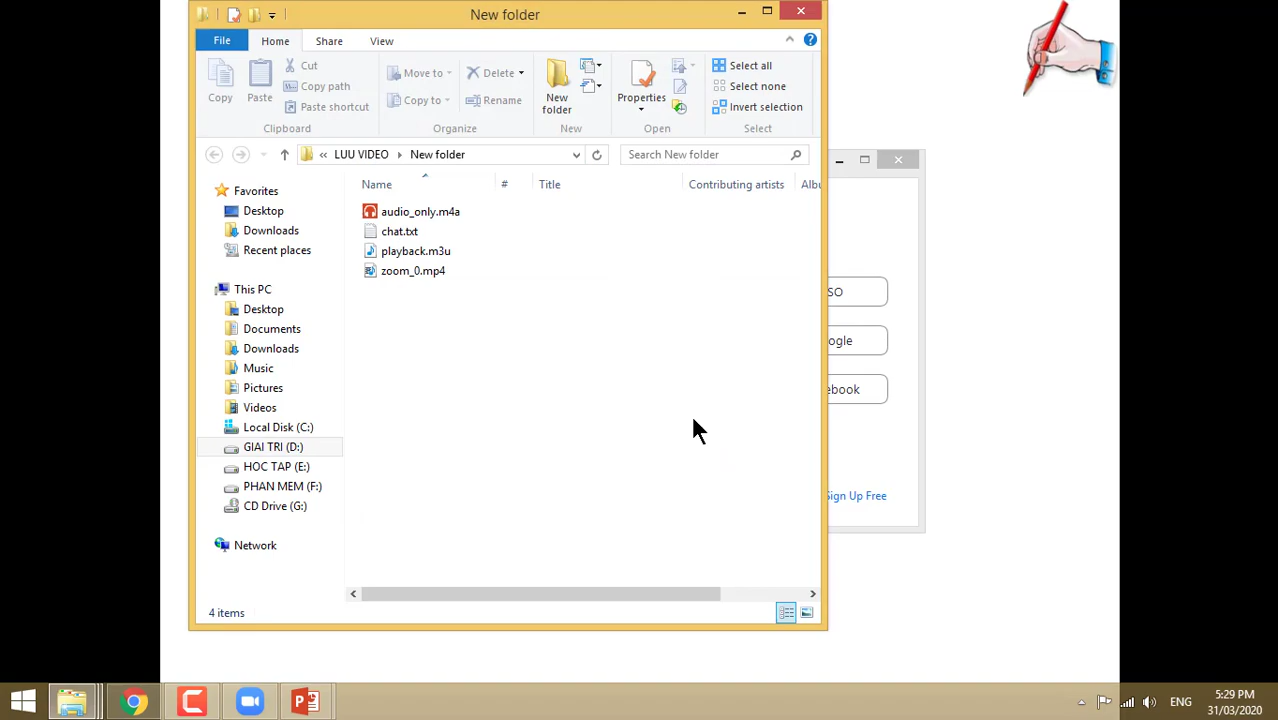 New folder
File Home Share View
Copy
Paste
Cut
Copy path
Paste shortcut
Clipboard
Move to
Copy to
Delete
Rename
Organize
New folder
New
Properties
Open
Select all
Select none
Invert selection
Select
LUU VIDEO New folder
Search New folder
Name # Title Contributing artists Albu
audio_only.m4a
chat.txt
playback.m3u
zoom_0.mp4
Favorites
Desktop
Downloads
Recent places
This PC
Desktop
Documents
Downloads
Music
Pictures
Videos
Local Disk (C:)
GIAI TRI (D:)
HOC TAP (E:)
PHAN MEM (F:)
CD Drive (G:)
Network
4 items
SO
ogle
ebook
Sign Up Free
ENG
5:29 PM
31/03/2020